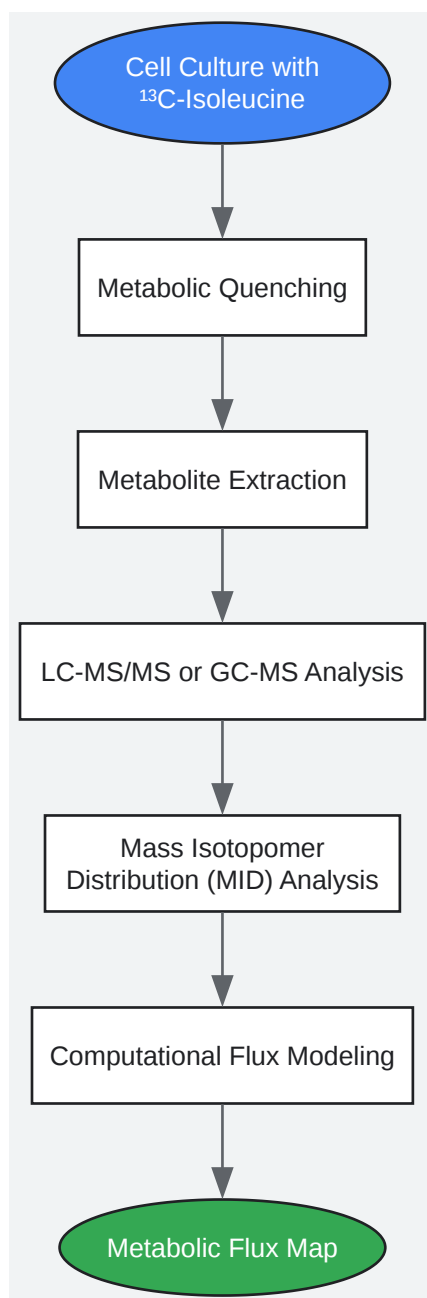 Cell Culture with
¹³C-Isoleucine
Metabolic Quenching
Metabolite Extraction
LC-MS/MS or GC-MS Analysis
Mass Isotopomer
Distribution (MID) Analysis
Computational Flux Modeling
Metabolic Flux Map